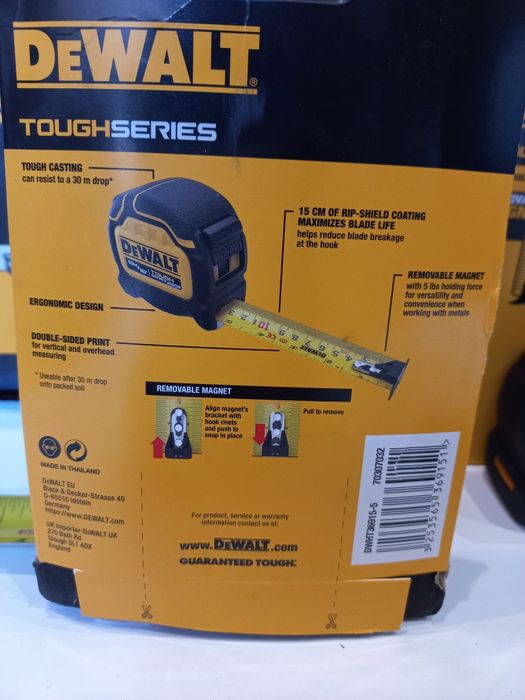 DEWALT®
TOUGHSERIES
TOUGH CASTING
can resist to a 30 m drop*
15 CM OF RIP-SHIELD COATING
MAXIMIZES BLADE LIFE
helps reduce blade breakage
at the hook
DEWALT
TOUGH
REMOVABLE MAGNET
with 5 lbs holding force
for versatility and
convenience when
working with metals
ERGONOMIC DESIGN
DOUBLE-SIDED PRINT
for vertical and overhead
measuring
* Useable after 30 m drop
onto packed soil
REMOVABLE MAGNET
Align magnet's
bracket with
hook rivets
and push to
snap in place
Pull to remove
MADE IN THAILAND
DeWALT EU
Black & Decker-Strasse 40
D-65510 Idstein
Germany
https://www.DEWALT.com
UK Importer-DeWALT UK
270 Bath Rd
Slough SL1 4DX
England
For product, service or warranty
information contact us at:
www.DEWALT.com
GUARANTEED TOUGH.®
DWHT36915-5
70307032
3 253565 369151 >